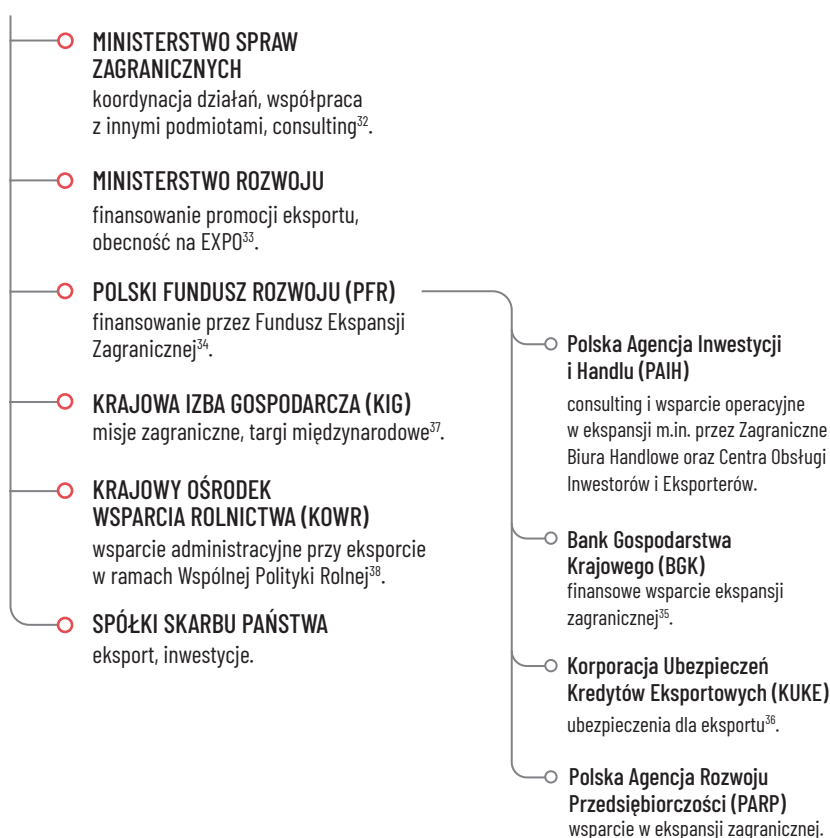 MINISTERSTWO SPRAW
ZAGRANICZNYCH
koordynacja działań, współpraca
z innymi podmiotami, consulting³².
MINISTERSTWO ROZWOJU
finansowanie promocji eksportu,
obecność na EXPO³³.
POLSKI FUNDUSZ ROZWOJU (PFR)
finansowanie przez Fundusz Ekspansji
Zagranicznej³⁴.
KRAJOWA IZBA GOSPODARCZA (KIG)
misje zagraniczne, targi międzynarodowe³⁷.
KRAJOWY OŚRODEK
WSPARCIA ROLNICTWA (KOWR)
wsparcie administracyjne przy eksporcie
w ramach Wspólnej Polityki Rolnej³⁸.
SPÓŁKI SKARBU PAŃSTWA
eksport, inwestycje.
Polska Agencja Inwestycji
i Handlu (PAIH)
consulting i wsparcie operacyjne
w ekspansji m.in. przez Zagraniczne
Biura Handlowe oraz Centra Obsługi
Inwestorów i Eksporterów.
Bank Gospodarstwa
Krajowego (BGK)
finansowe wsparcie ekspansji
zagranicznej³⁵.
Korporacja Ubezpieczeń
Kredytów Eksportowych (KUKE)
ubezpieczenia dla eksportu³⁶.
Polska Agencja Rozwoju
Przedsiębiorczości (PARP)
wsparcie w ekspansji zagranicznej.